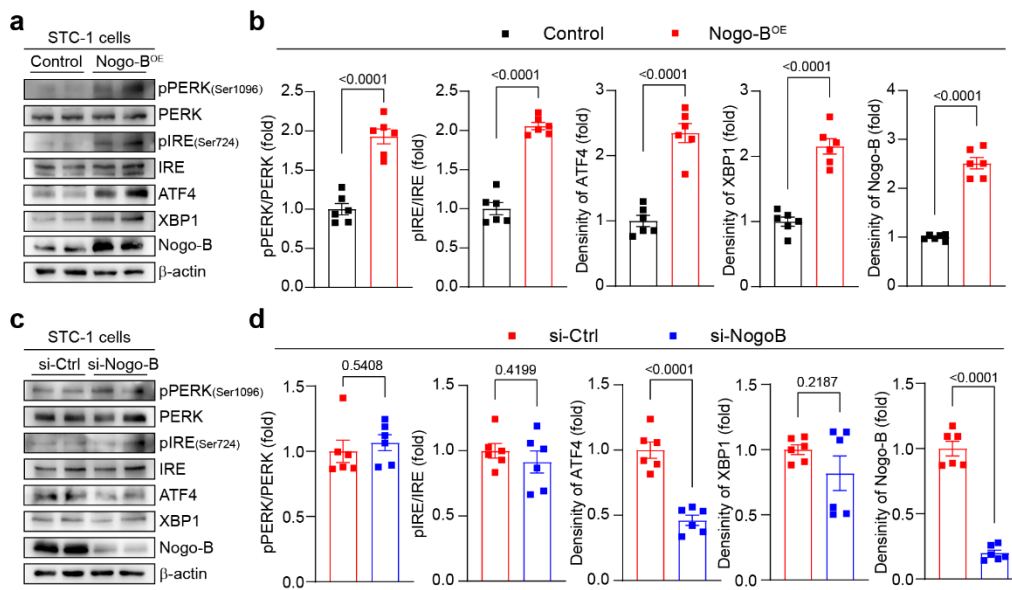 a
STC-1 cells
Control Nogo-B^OE
pPERK(Ser1096)
PERK
pIRE(Ser724)
IRE
ATF4
XBP1
Nogo-B
β-actin
b
Control Nogo-B^OE
<0.0001
pPERK/PERK (fold)
2.5
2.0
1.5
1.0
0.5
0.0
<0.0001
pIRE/IRE (fold)
2.5
2.0
1.5
1.0
0.5
0.0
<0.0001
Densinity of ATF4 (fold)
3
2
1
0
<0.0001
Densinity of XBP1 (fold)
3
2
1
0
<0.0001
Densinity of Nogo-B (fold)
4
3
2
1
0
c
STC-1 cells
si-Ctrl si-Nogo-B
pPERK(Ser1096)
PERK
pIRE(Ser724)
IRE
ATF4
XBP1
Nogo-B
β-actin
d
si-Ctrl si-NogoB
0.5408
pPERK/PERK (fold)
1.5
1.0
0.5
0.0
0.4199
pIRE/IRE (fold)
1.5
1.0
0.5
0.0
<0.0001
Densinity of ATF4 (fold)
1.5
1.0
0.5
0.0
0.2187
Densinity of XBP1 (fold)
1.5
1.0
0.5
0.0
<0.0001
Densinity of Nogo-B (fold)
1.5
1.0
0.5
0.0